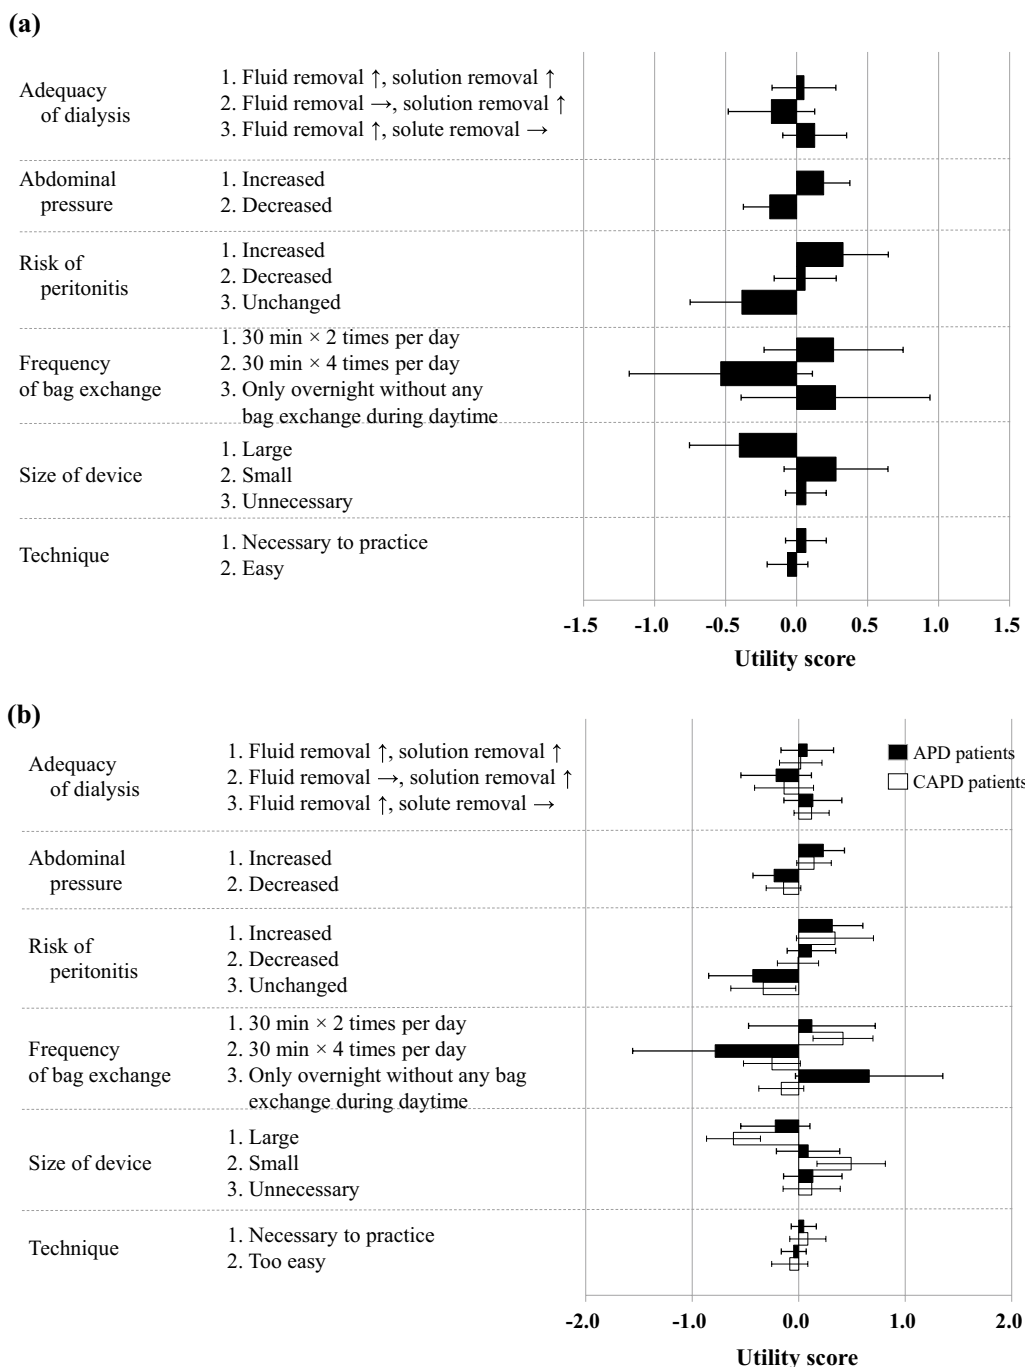 (a)
Adequacy
of dialysis
1. Fluid removal ↑, solution removal ↑
2. Fluid removal →, solution removal ↑
3. Fluid removal ↑, solute removal →
Abdominal
pressure
1. Increased
2. Decreased
Risk of
peritonitis
1. Increased
2. Decreased
3. Unchanged
Frequency
of bag exchange
1. 30 min × 2 times per day
2. 30 min × 4 times per day
3. Only overnight without any
bag exchange during daytime
Size of device
1. Large
2. Small
3. Unnecessary
Technique
1. Necessary to practice
2. Easy
-1.5 -1.0 -0.5 0.0 0.5 1.0 1.5
Utility score
(b)
APD patients
CAPD patients
Adequacy
of dialysis
1. Fluid removal ↑, solution removal ↑
2. Fluid removal →, solution removal ↑
3. Fluid removal ↑, solute removal →
Abdominal
pressure
1. Increased
2. Decreased
Risk of
peritonitis
1. Increased
2. Decreased
3. Unchanged
Frequency
of bag exchange
1. 30 min × 2 times per day
2. 30 min × 4 times per day
3. Only overnight without any bag
exchange during daytime
Size of device
1. Large
2. Small
3. Unnecessary
Technique
1. Necessary to practice
2. Too easy
-2.0 -1.0 0.0 1.0 2.0
Utility score